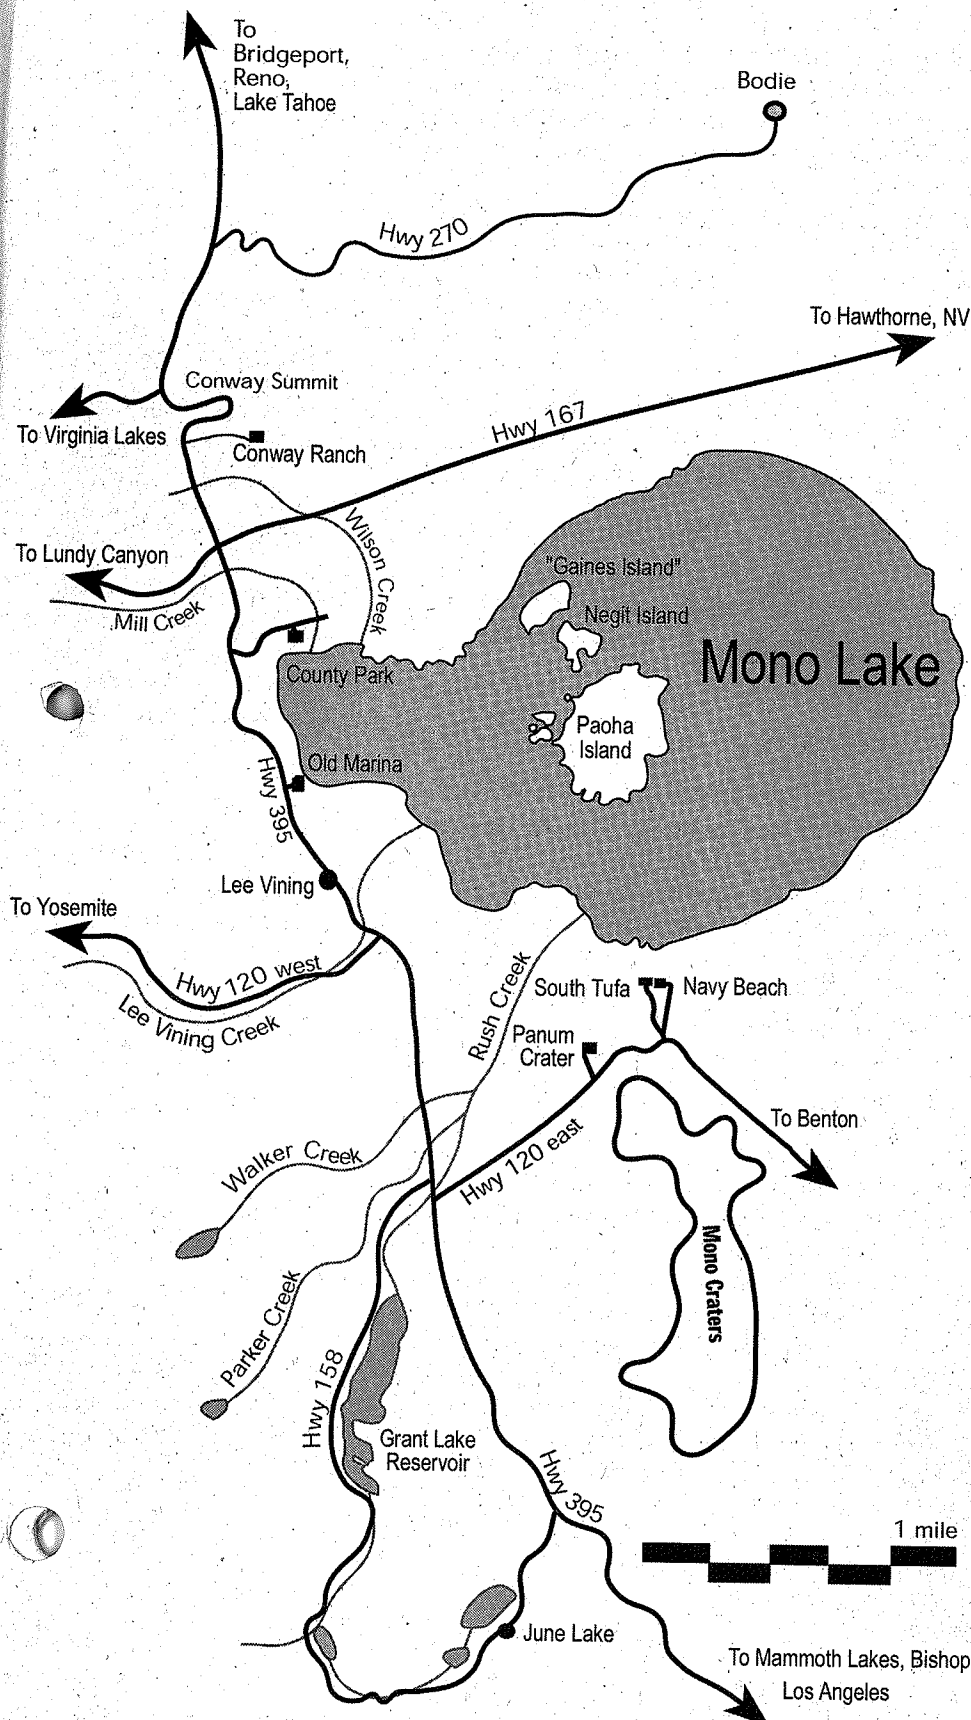 To
Bridgeport,
Reno,
Lake Tahoe
Bodie
Hwy 270
To Hawthorne, NV
Conway Summit
To Virginia Lakes
Hwy 167
Conway Ranch
Wilson Creek
To Lundy Canyon
"Gaines Island"
Mill Creek
Negit Island
Mono Lake
County Park
Paoha
Island
Old Marina
Hwy 395
Lee Vining
To Yosemite
Hwy 120 west
Lee Vining Creek
Rush Creek
South Tufa
Navy Beach
Panum
Crater
To Benton
Walker Creek
Hwy 120 east
Mono Craters
Parker Creek
Hwy 158
Grant Lake
Reservoir
Hwy 395
1 mile
June Lake
To Mammoth Lakes, Bishop
Los Angeles